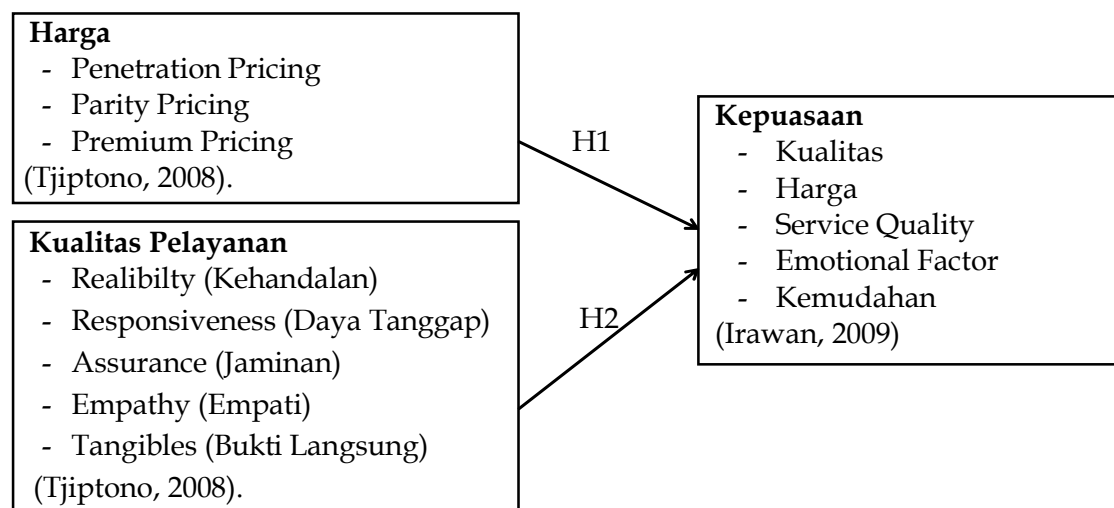 Harga
- Penetration Pricing
- Parity Pricing
- Premium Pricing
(Tjiptono, 2008).
H1
Kualitas Pelayanan
- Realibilty (Kehandalan)
- Responsiveness (Daya Tanggap)
- Assurance (Jaminan)
- Empathy (Empati)
- Tangibles (Bukti Langsung)
(Tjiptono, 2008).
H2
Kepuasaan
- Kualitas
- Harga
- Service Quality
- Emotional Factor
- Kemudahan
(Irawan, 2009)